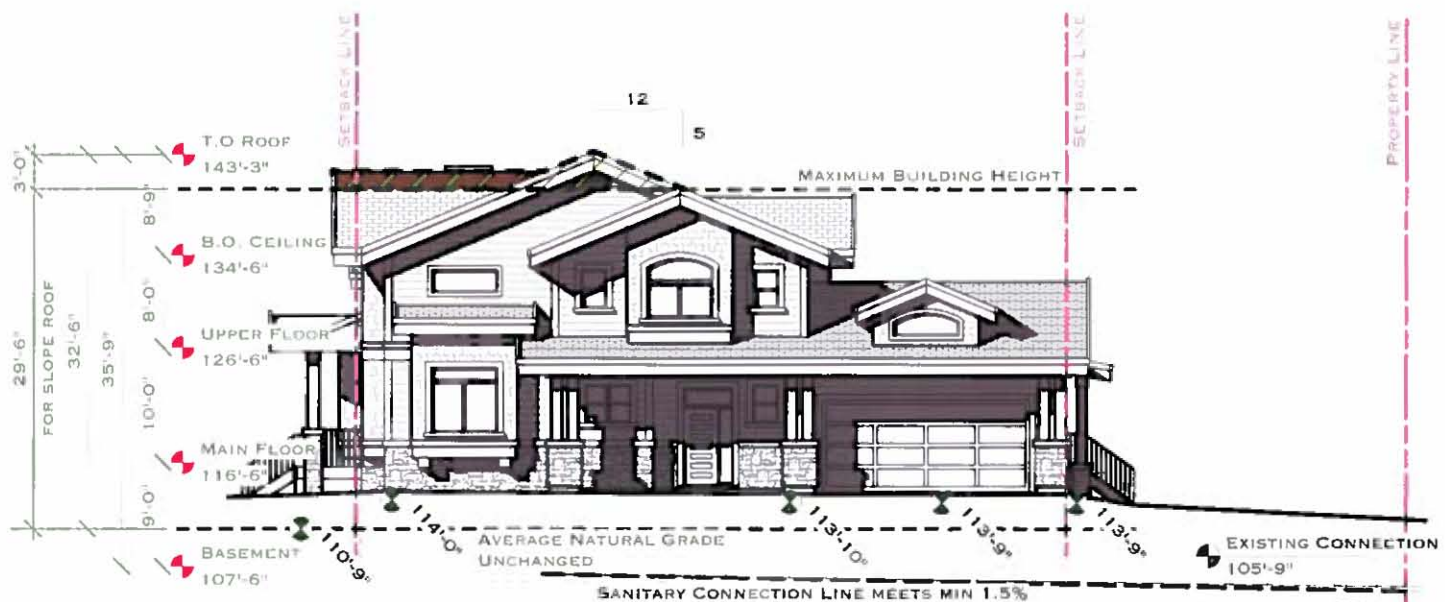 SETBACK LINE
SETBACK LINE
PROPERTY LINE
12
5
T.O ROOF
143'-3"
MAXIMUM BUILDING HEIGHT
3'-0"
8'-9"
B.O. CEILING
134'-6"
8'-0"
UPPER FLOOR
126'-6"
29'-6"
FOR SLOPE ROOF
32'-6"
35'-9"
10'-0"
MAIN FLOOR
116'-6"
9'-0"
114'-0"
113'-10"
113'-9"
113'-9"
110'-9"
AVERAGE NATURAL GRADE
UNCHANGED
BASEMENT
107'-6"
EXISTING CONNECTION
105'-9"
SANITARY CONNECTION LINE MEETS MIN 1.5%